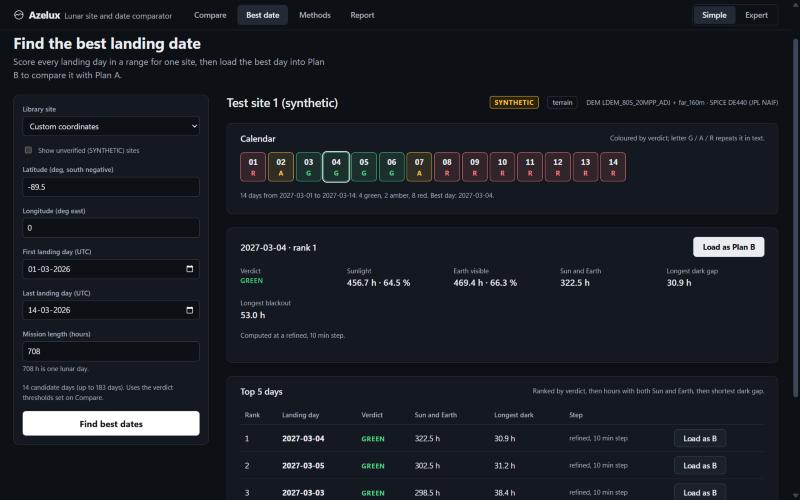 Azelux Lunar site and date comparator Compare Best date Methods Report Simple Expert
Find the best landing date
Score every landing day in a range for one site, then load the best day into Plan
B to compare it with Plan A.
Library site
Custom coordinates
Show unverified (SYNTHETIC) sites
Latitude (deg, south negative)
-89.5
Longitude (deg east)
0
First landing day (UTC)
01-03-2026
Last landing day (UTC)
14-03-2026
Mission length (hours)
708
708 h is one lunar day.
14 candidate days (up to 183 days). Uses the verdict
thresholds set on Compare.
Find best dates
Test site 1 (synthetic) SYNTHETIC terrain DEM LDEM_80S_20MPP_ADJ + far_160m · SPICE DE440 (JPL NAIF)
Calendar Coloured by verdict; letter G / A / R repeats it in text.
01 02 03 04 05 06 07 08 09 10 11 12 13 14
R A G G G G A R R R R R R R
14 days from 2027-03-01 to 2027-03-14: 4 green, 2 amber, 8 red. Best day: 2027-03-04.
2027-03-04 · rank 1 Load as Plan B
Verdict Sunlight Earth visible Sun and Earth Longest dark gap
GREEN 456.7 h · 64.5 % 469.4 h · 66.3 % 322.5 h 30.9 h
Longest blackout
53.0 h
Computed at a refined, 10 min step.
Top 5 days Ranked by verdict, then hours with both Sun and Earth, then shortest dark gap.
Rank Landing day Verdict Sun and Earth Longest dark Step
1 2027-03-04 GREEN 322.5 h 30.9 h refined, 10 min step Load as B
2 2027-03-05 GREEN 302.5 h 31.2 h refined, 10 min step Load as B
3 2027-03-03 GREEN 298.5 h 38.4 h refined, 10 min step Load as B